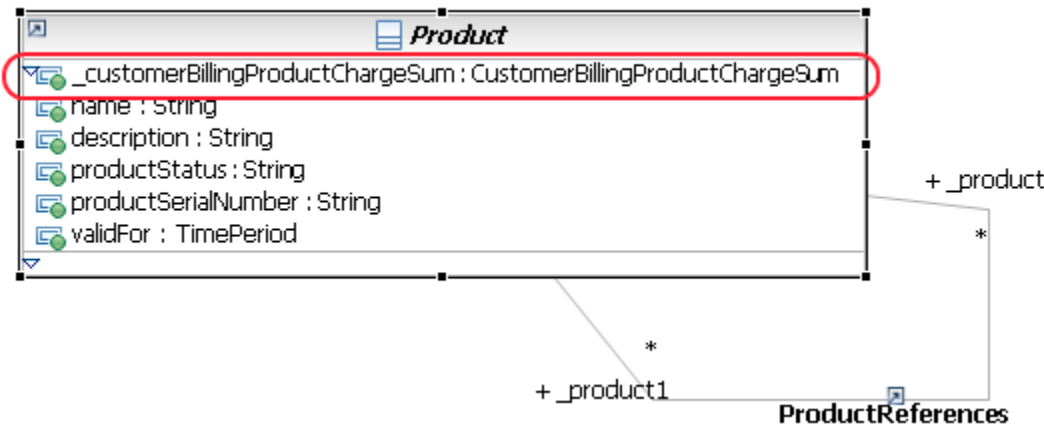 Product
_customerBillingProductChargeSum : CustomerBillingProductChargeSum
name : String
description : String
productStatus : String
productSerialNumber : String
validFor : TimePeriod
+ _product
*
*
+ _product1
ProductReferences